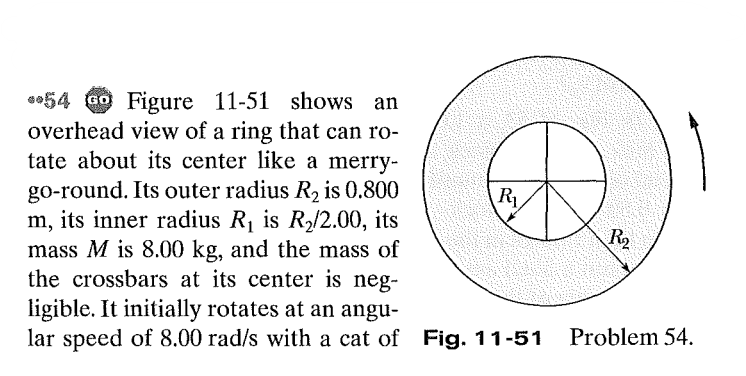 ••54 GO Figure 11-51 shows an
overhead view of a ring that can ro-
tate about its center like a merry-
go-round. Its outer radius R₂ is 0.800
m, its inner radius R₁ is R₂/2.00, its
mass M is 8.00 kg, and the mass of
the crossbars at its center is neg-
ligible. It initially rotates at an angu-
lar speed of 8.00 rad/s with a cat of
R₁
R₂
Fig. 11-51 Problem 54.